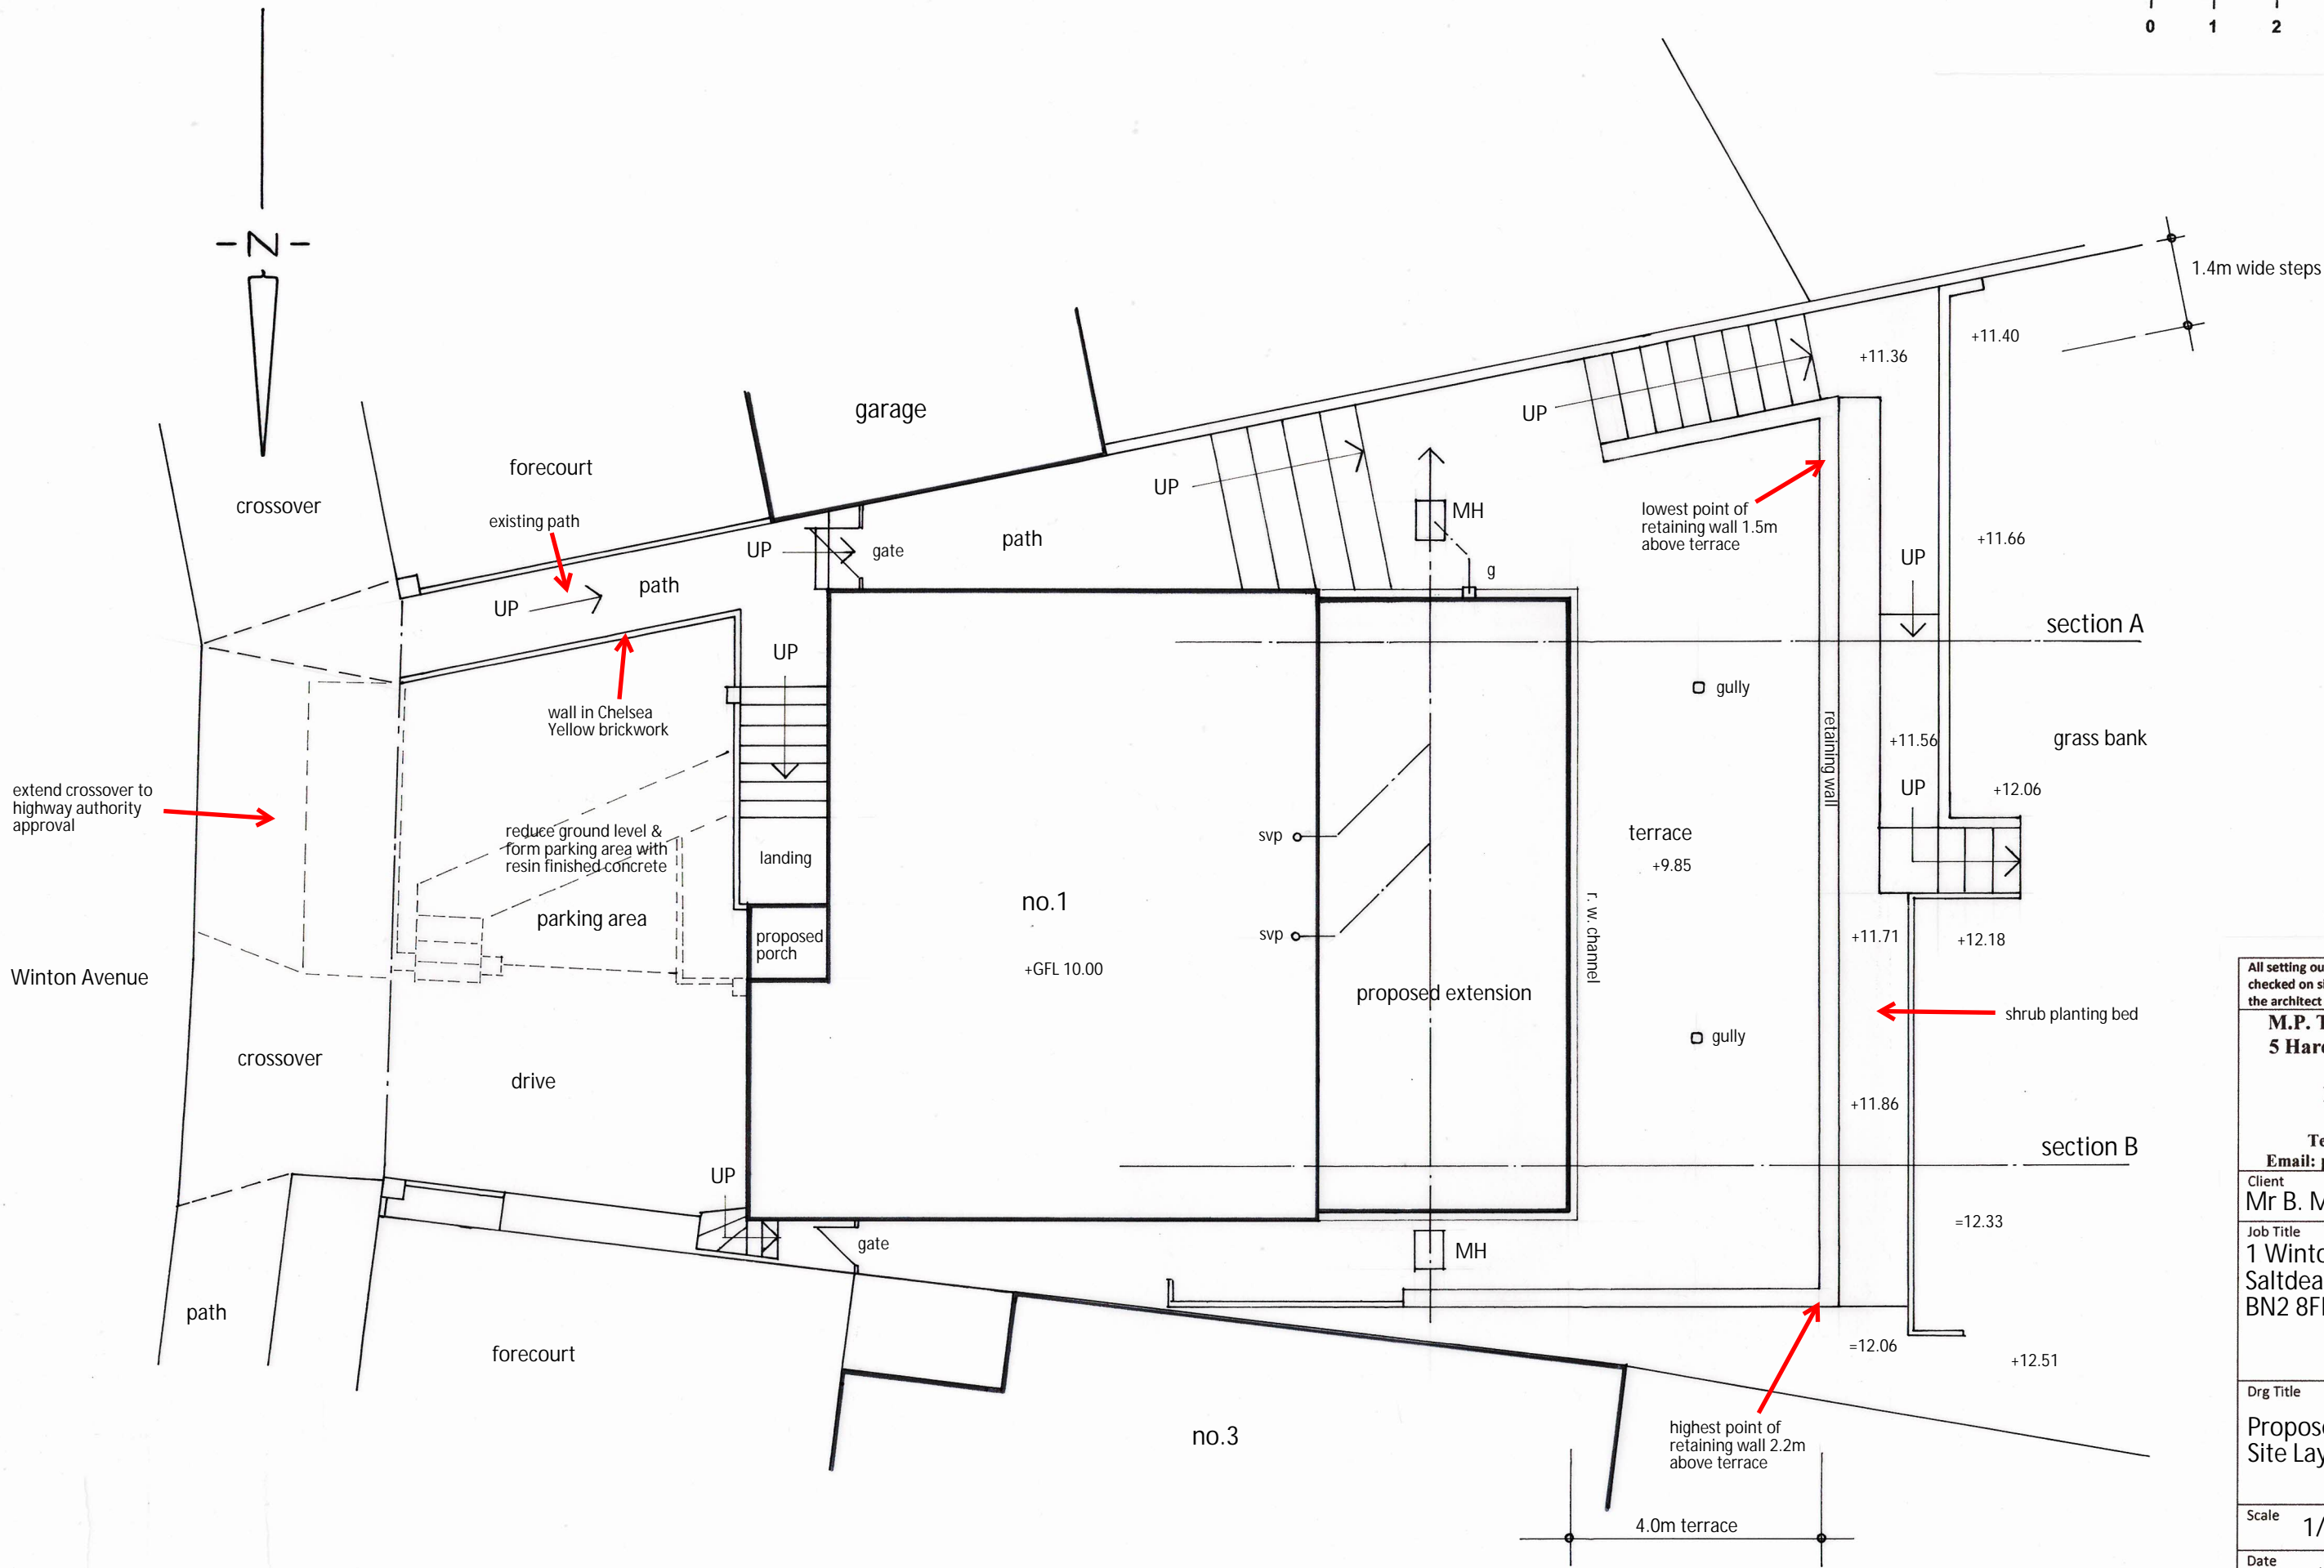 0 1 2
N
1.4m wide steps
+11.40
+11.36
garage
UP
forecourt
crossover
UP
existing path
lowest point of
retaining wall 1.5m
above terrace
MH
+11.66
path
UP
gate
UP
g
path
UP
section A
UP
gully
wall in Chelsea
Yellow brickwork
retaining wall
+11.56
grass bank
UP
+12.06
extend crossover to
highway authority
approval
reduce ground level &
form parking area with
resin finished concrete
landing
svp
terrace
+9.85
no.1
parking area
proposed
porch
svp
r. w. channel
+11.71
+12.18
Winton Avenue
+GFL 10.00
proposed extension
shrub planting bed
gully
crossover
drive
+11.86
section B
UP
gate
MH
=12.33
path
forecourt
=12.06
+12.51
no.3
highest point of
retaining wall 2.2m
above terrace
4.0m terrace
All setting ou
checked on s
the architect
M.P. T
5 Har
Te
Email:
Client
Mr B. M
Job Title
1 Winto
Saltdea
BN2 8F
Drg Title
Propos
Site Lay
Scale 1/
Date